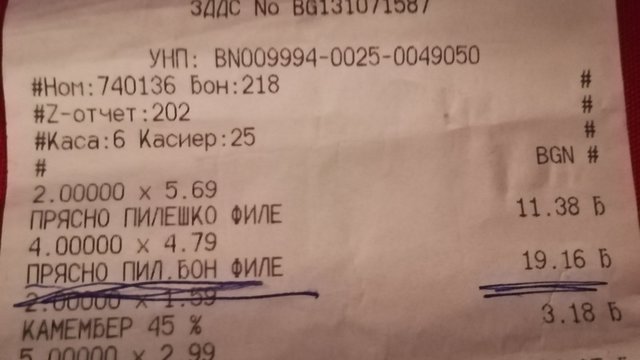 ЗДДС No BG131071587
УНП: BN009994-0025-0049050
#Ном:740136 Бон:218 #
#Z-отчет:202 #
#Каса:6 Касиер:25 #
# BGN #
2.00000 x 5.69
ПРЯСНО ПИЛЕШКО ФИЛЕ 11.38 Б
4.00000 x 4.79
ПРЯСНО ПИЛ.БОН ФИЛЕ 19.16 Б
2.00000 x 1.59
КАМЕМБЕР 45 % 3.18 Б
5.00000 x 2.99